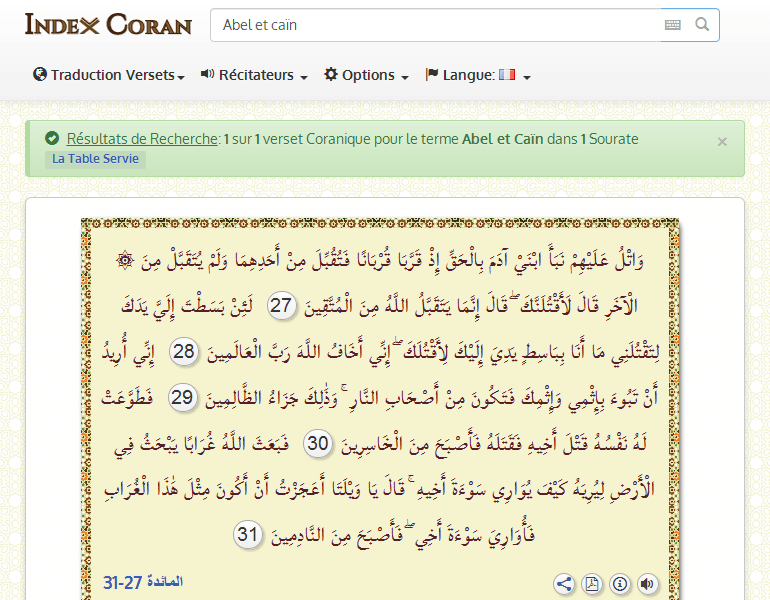 Index Coran
Abel et caïn
Traduction Versets
Récitateurs
Options
Langue:
Résultats de Recherche: 1 sur 1 verset Coranique pour le terme Abel et Caïn dans 1 Sourate
×
La Table Servie
۞ وَاتْلُ عَلَيْهِمْ نَبَأَ ابْنَيْ آدَمَ بِالْحَقِّ إِذْ قَرَّبَا قُرْبَانًا فَتُقُبِّلَ مِنْ أَحَدِهِمَا وَلَمْ يُتَقَبَّلْ مِنَ
الْآخَرِ قَالَ لَأَقْتُلَنَّكَ ۖ قَالَ إِنَّمَا يَتَقَبَّلُ اللَّهُ مِنَ الْمُتَّقِينَ 27 لَئِنْ بَسَطْتَ إِلَيَّ يَدَكَ
لِتَقْتُلَنِي مَا أَنَا بِبَاسِطٍ يَدِيَ إِلَيْكَ لِأَقْتُلَكَ ۖ إِنِّي أَخَافُ اللَّهَ رَبَّ الْعَالَمِينَ 28 إِنِّي أُرِيدُ
أَنْ تَبُوءَ بِإِثْمِي وَإِثْمِكَ فَتَكُونَ مِنْ أَصْحَابِ النَّارِ ۚ وَذَٰلِكَ جَزَاءُ الظَّالِمِينَ 29 فَطَوَّعَتْ
لَهُ نَفْسُهُ قَتْلَ أَخِيهِ فَقَتَلَهُ فَأَصْبَحَ مِنَ الْخَاسِرِينَ 30 فَبَعَثَ اللَّهُ غُرَابًا يَبْحَثُ فِي
الْأَرْضِ لِيُرِيَهُ كَيْفَ يُوَارِي سَوْءَةَ أَخِيهِ ۚ قَالَ يَا وَيْلَتَا أَعَجَزْتُ أَنْ أَكُونَ مِثْلَ هَٰذَا الْغُرَابِ
فَأُوَارِيَ سَوْءَةَ أَخِي ۖ فَأَصْبَحَ مِنَ النَّادِمِينَ 31
المائدة 27-31